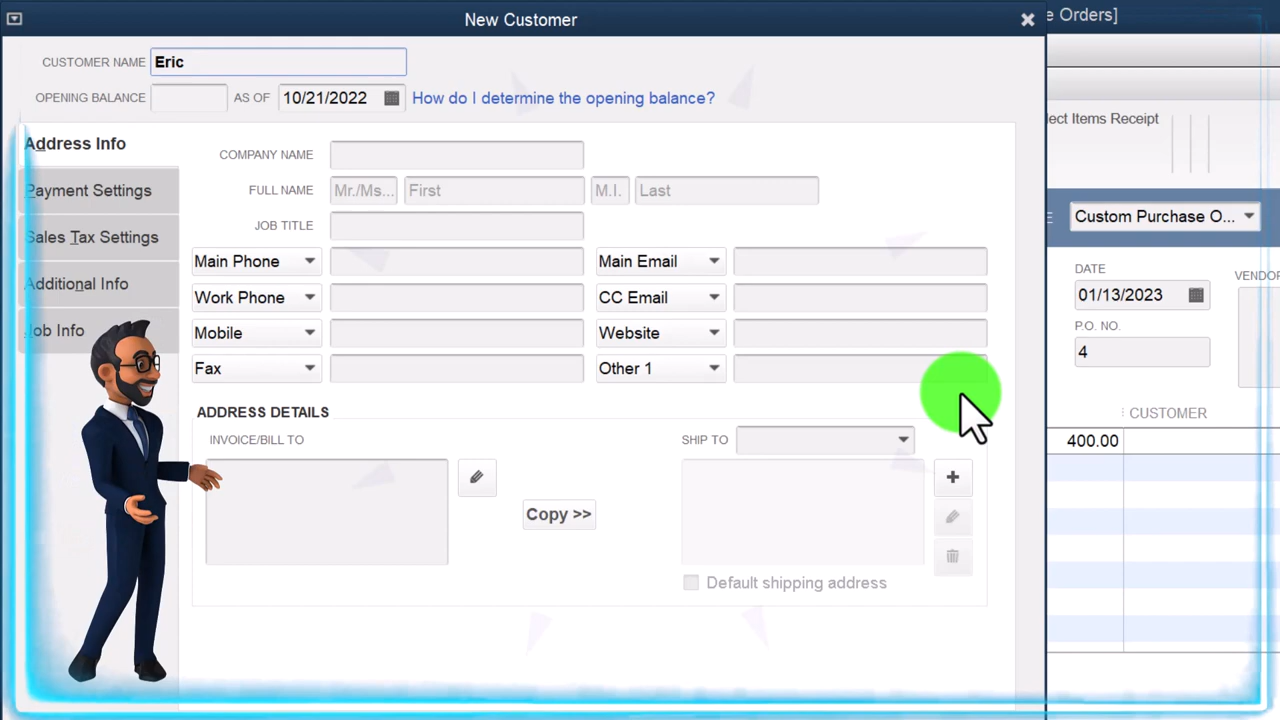 New Customer
e Orders]
CUSTOMER NAME Eric
OPENING BALANCE AS OF 10/21/2022 How do I determine the opening balance?
lect Items Receipt
Address Info
Payment Settings
Sales Tax Settings
Additional Info
Job Info
COMPANY NAME
FULL NAME Mr./Ms... First M.I. Last
JOB TITLE
Main Phone Main Email
Work Phone CC Email
Mobile Website
Fax Other 1
ADDRESS DETAILS
INVOICE/BILL TO SHIP TO
Copy >>
Default shipping address
Custom Purchase O...
DATE VENDOR
01/13/2023
P.O. NO.
4
CUSTOMER
400.00